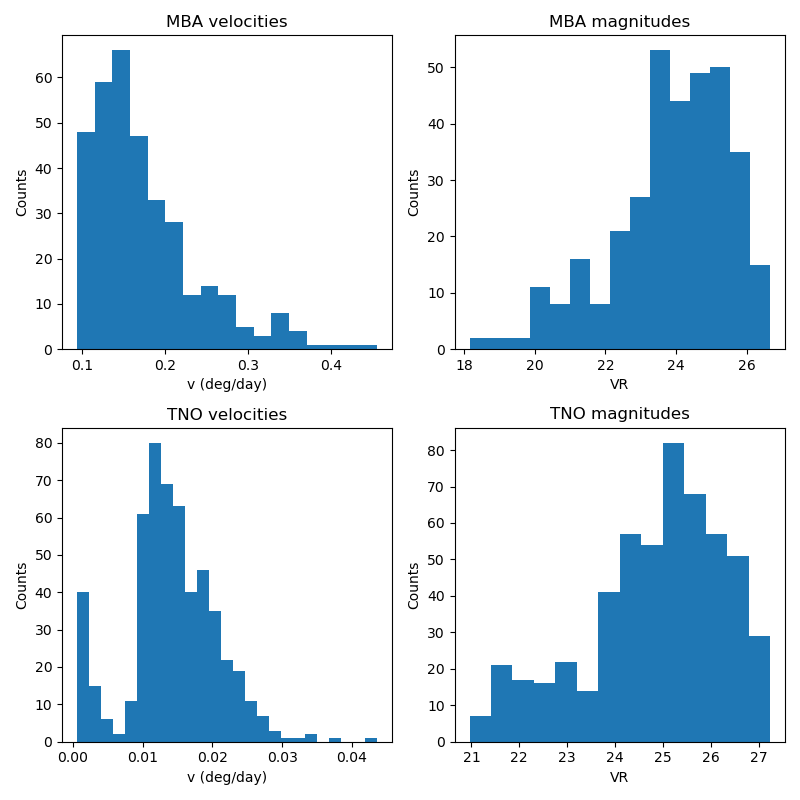 MBA velocities
60
50
40
30
20
10
0
Counts
0.1 0.2 0.3 0.4
v (deg/day)
MBA magnitudes
50
40
30
20
10
0
Counts
18 20 22 24 26
VR
TNO velocities
80
70
60
50
40
30
20
10
0
Counts
0.00 0.01 0.02 0.03 0.04
v (deg/day)
TNO magnitudes
80
70
60
50
40
30
20
10
0
Counts
21 22 23 24 25 26 27
VR